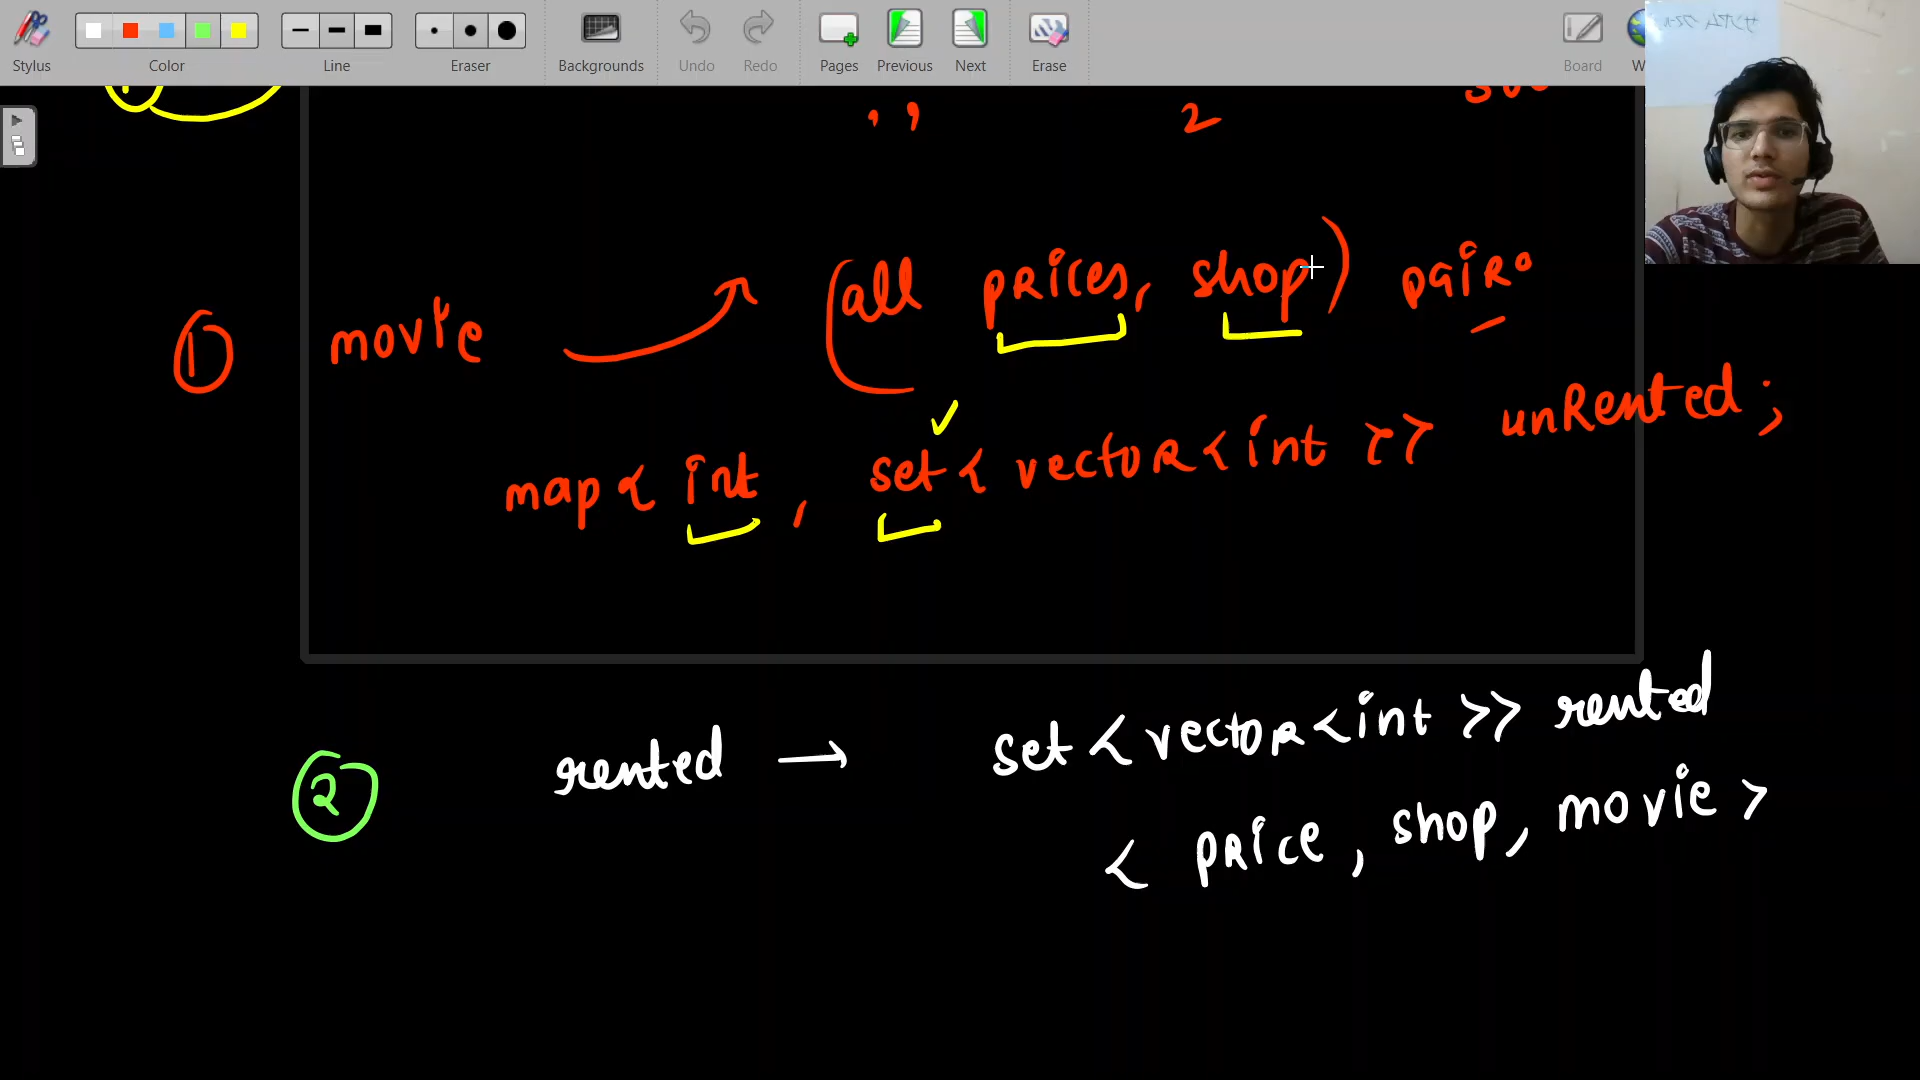 Stylus Color Line Eraser Backgrounds Undo Redo Pages Previous Next Erase Board
, , 2
① movie (all prices, shop) pairs
map < int , set < vector < int >> unRented ;
② rented → set < vector < int >> rented
< price , shop, movie >